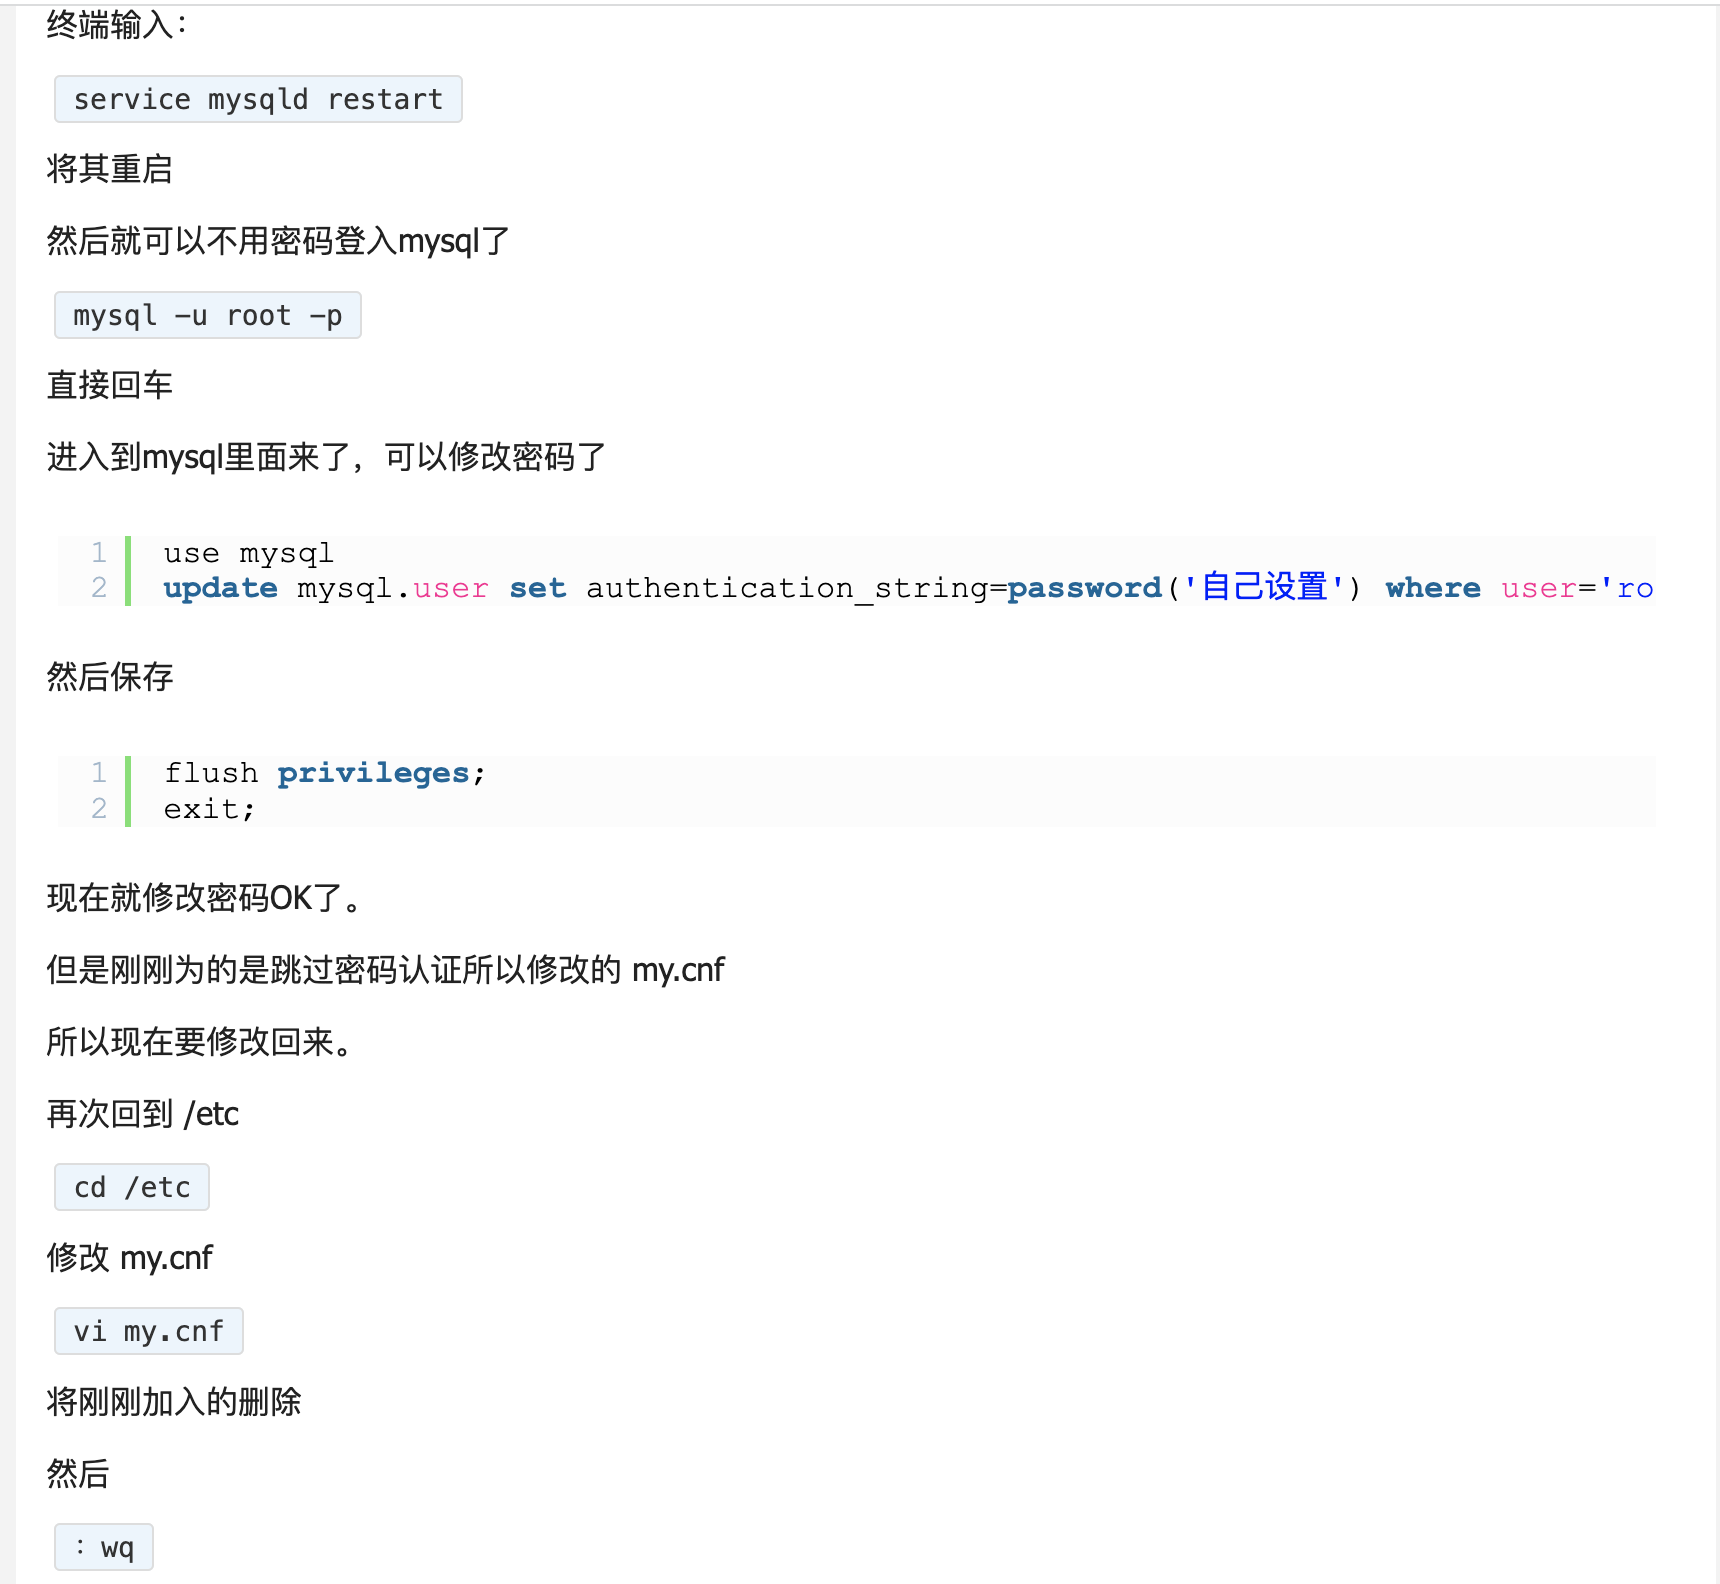 终端输入：
service mysqld restart
将其重启
然后就可以不用密码登入mysql了
mysql -u root -p
直接回车
进入到mysql里面来了，可以修改密码了
1 use mysql
2 update mysql.user set authentication_string=password('自己设置') where user='ro
然后保存
1 flush privileges;
2 exit;
现在就修改密码OK了。
但是刚刚为的是跳过密码认证所以修改的 my.cnf
所以现在要修改回来。
再次回到 /etc
cd /etc
修改 my.cnf
vi my.cnf
将刚刚加入的删除
然后
：wq